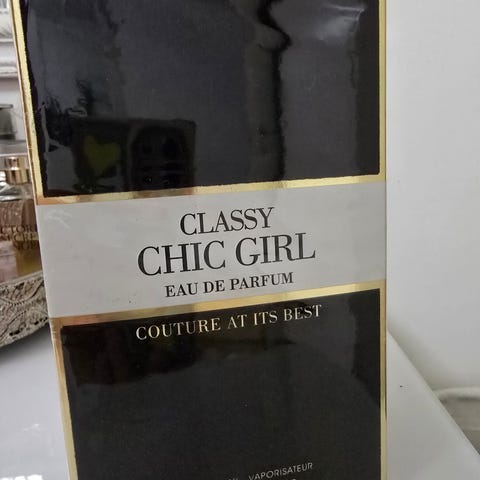 CLASSY
CHIC GIRL
EAU DE PARFUM
COUTURE AT ITS BEST
VAPORISATEUR